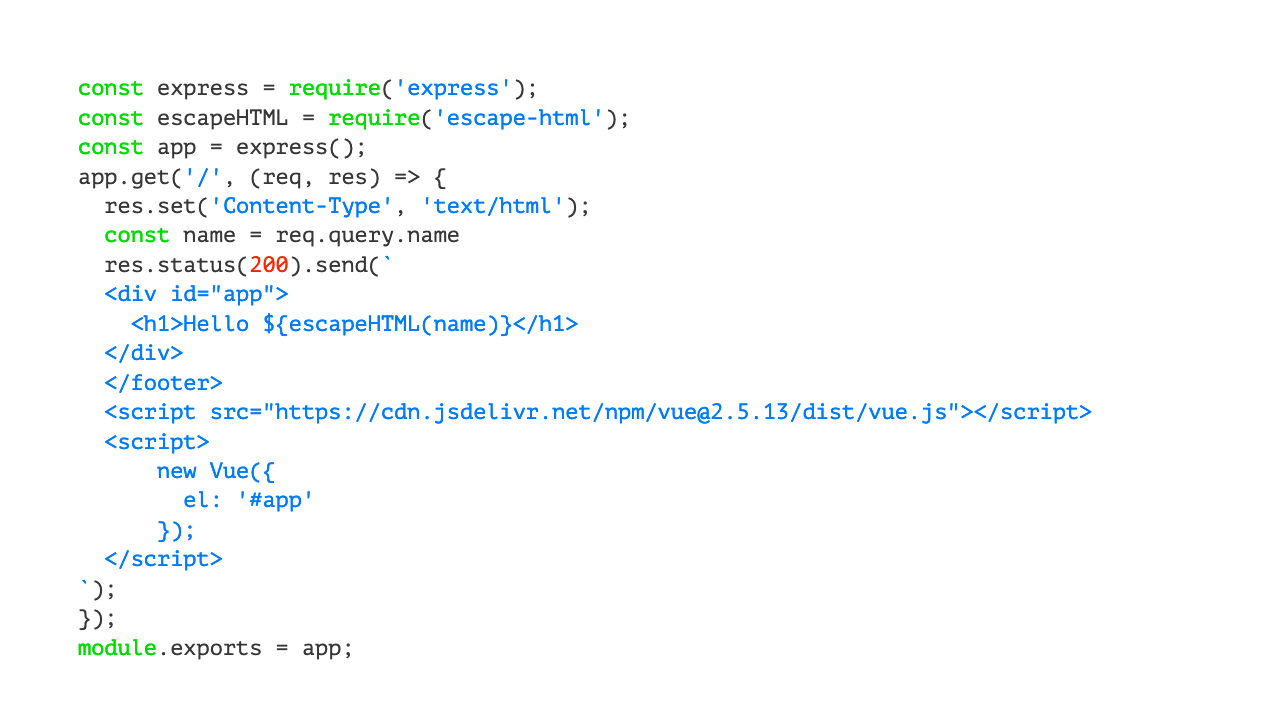 const express = require('express');
const escapeHTML = require('escape-html');
const app = express();
app.get('/', (req, res) => {
  res.set('Content-Type', 'text/html');
  const name = req.query.name
  res.status(200).send(`
  <div id="app">
    <h1>Hello ${escapeHTML(name)}</h1>
  </div>
  </footer>
  <script src="https://cdn.jsdelivr.net/npm/vue@2.5.13/dist/vue.js"></script>
  <script>
      new Vue({
        el: '#app'
      });
  </script>
`);
});
module.exports = app;